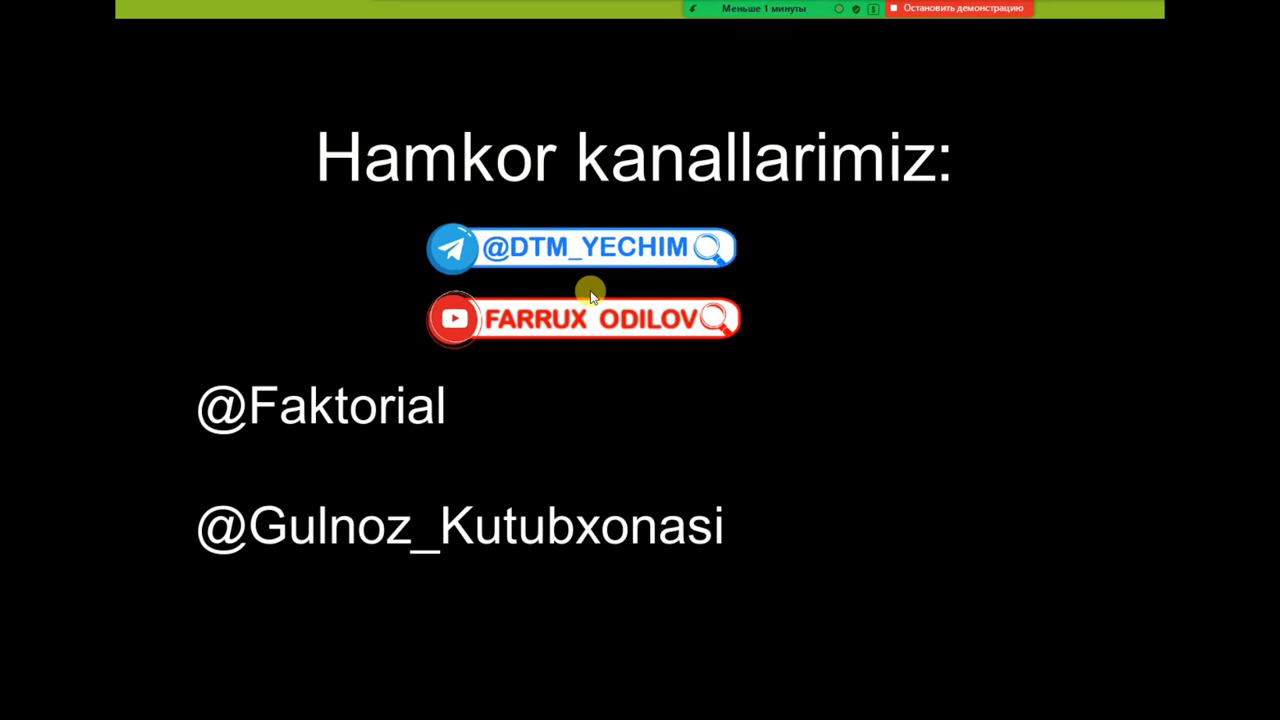 Меньше 1 минуты
Остановить демонстрацию
Hamkor kanallarimiz:
@DTM_YECHIM
FARRUX ODILOV
@Faktorial
@Gulnoz_Kutubxonasi